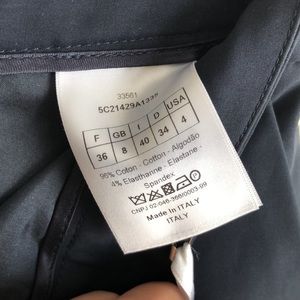 33561
F GB I D USA
36 8 40 34 4
96% Coton - Cotton - Algodão
4% Elasthanne - Elastane -
Spandex
Made In ITALY
ITALY